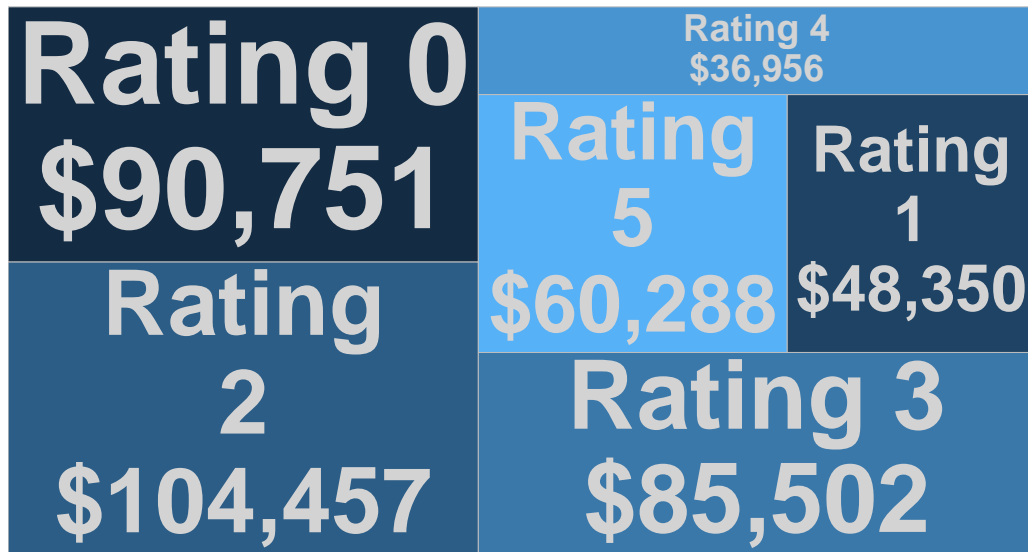 Rating 0
$90,751
Rating
2
$104,457
Rating 4
$36,956
Rating
5
$60,288
Rating
1
$48,350
Rating 3
$85,502